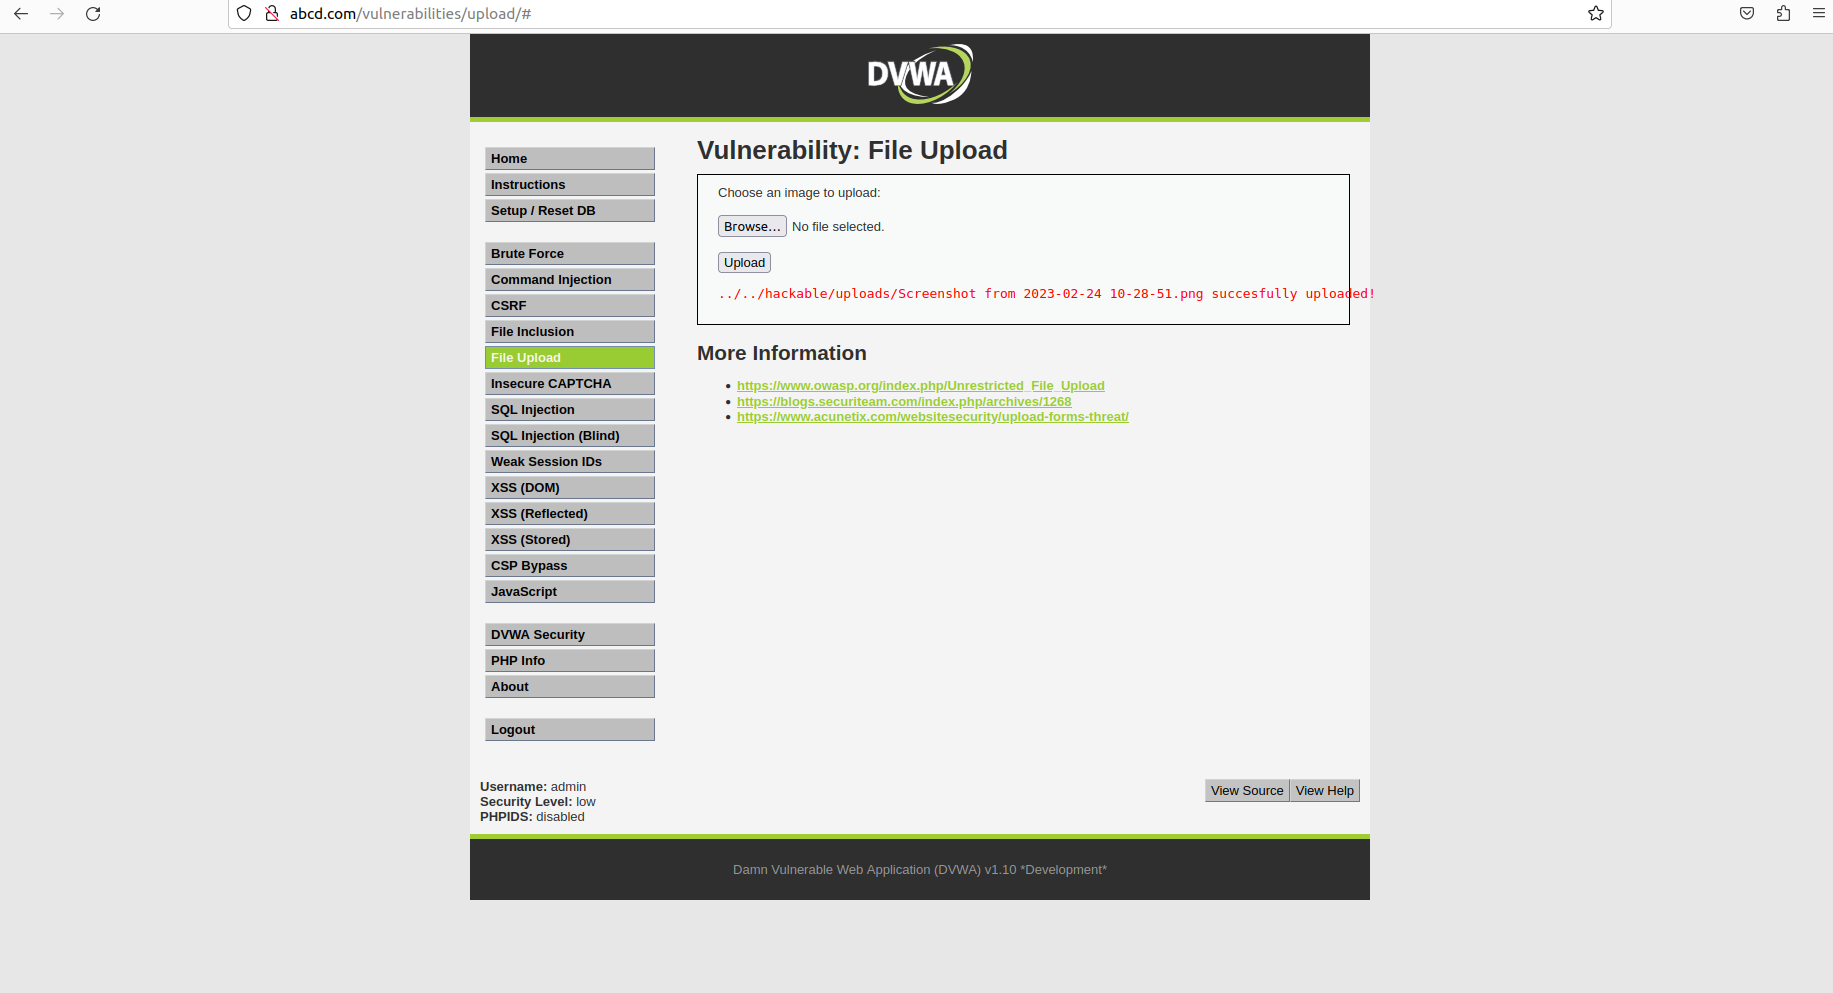 abcd.com/vulnerabilities/upload/#
DVWA
Home
Instructions
Setup / Reset DB
Brute Force
Command Injection
CSRF
File Inclusion
File Upload
Insecure CAPTCHA
SQL Injection
SQL Injection (Blind)
Weak Session IDs
XSS (DOM)
XSS (Reflected)
XSS (Stored)
CSP Bypass
JavaScript
DVWA Security
PHP Info
About
Logout
Vulnerability: File Upload
Choose an image to upload:
Browse... No file selected.
Upload
../../hackable/uploads/Screenshot from 2023-02-24 10-28-51.png succesfully uploaded!
More Information
https://www.owasp.org/index.php/Unrestricted_File_Upload
https://blogs.securiteam.com/index.php/archives/1268
https://www.acunetix.com/websitesecurity/upload-forms-threat/
Username: admin
Security Level: low
PHPIDS: disabled
View Source View Help
Damn Vulnerable Web Application (DVWA) v1.10 *Development*